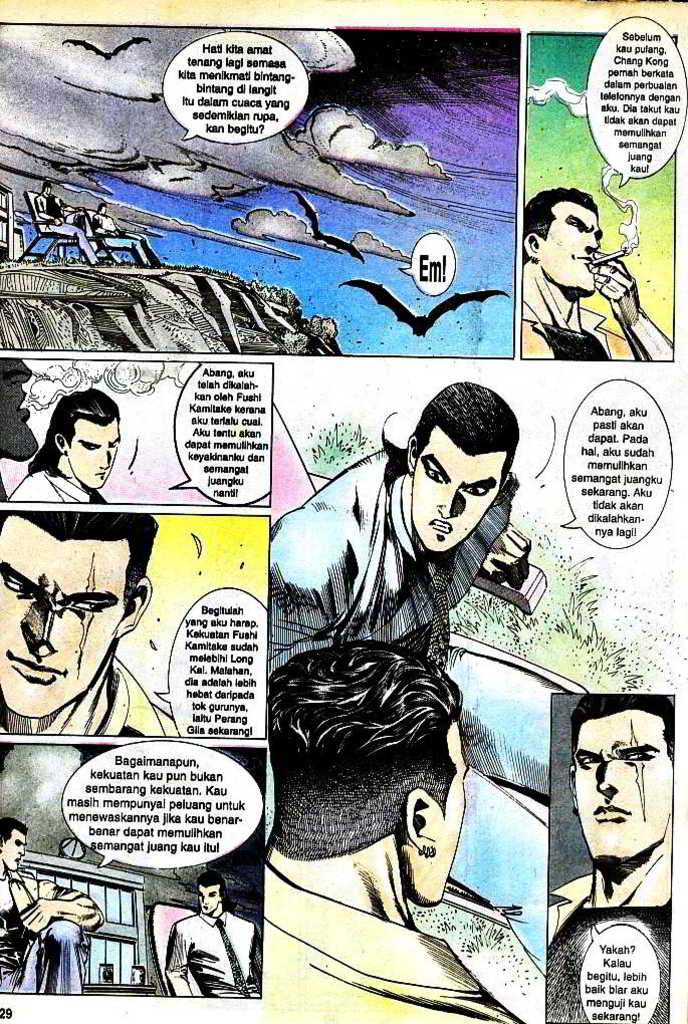 Hati kita amat
tenang lagi semasa
kita menikmati bintang-
bintang di langit
itu dalam cuaca yang
sedemikian rupa,
kan begitu?
Em!
Sebelum
kau pulang,
Chang Kong
pernah berkata
dalam perbualan
telefonnya dengan
aku. Dia takut kau
tidak akan dapat
memulihkan
semangat
juang
kau!
Abang, aku
telah dikalah-
kan oleh Fushi
Kamitake kerana
aku terlalu cuai.
Aku tentu akan
dapat memulihkan
keyakinanku dan
semangat
juangku
nanti!
Abang, aku
pasti akan
dapat. Pada
hal, aku sudah
memulihkan
semangat juangku
sekarang. Aku
tidak akan
dikalahkan-
nya lagi!
Begitulah
yang aku harap.
Kekuatan Fushi
Kamitake sudah
melebihi Long
Kai. Malahan,
dia adalah lebih
hebat daripada
tok gurunya,
iaitu Perang
Gila sekarang!
Bagaimanapun,
kekuatan kau pun bukan
sembarang kekuatan. Kau
masih mempunyai peluang untuk
menewaskannya jika kau benar-
benar dapat memulihkan
semangat juang kau itu!
Yakah?
Kalau
begitu, lebih
baik biar aku
menguji kau
sekarang!
29